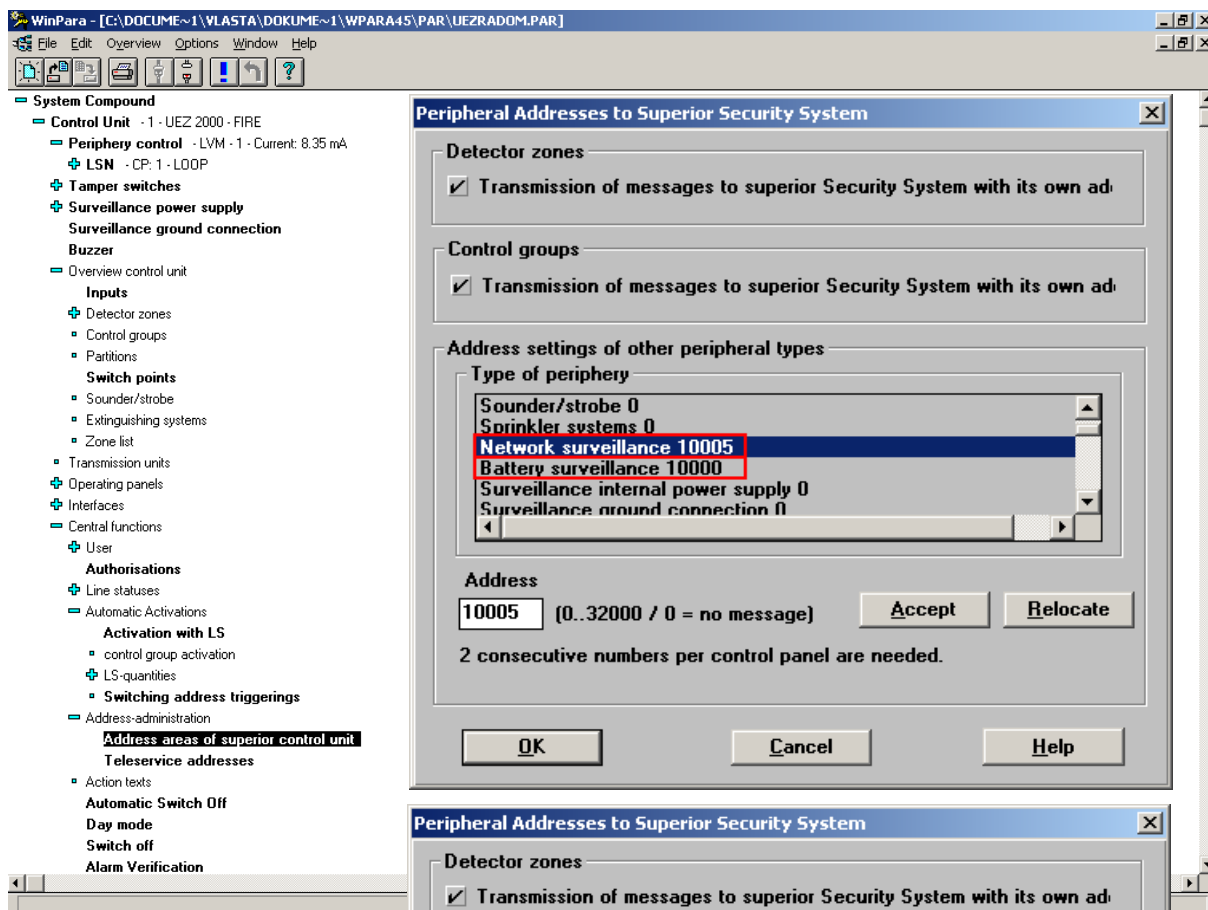 WinPara - [C:\DOCUME~1\VLASTA\DOKUME~1\WPARA45\PAR\UEZRADOM.PAR]
File Edit Overview Options Window Help
System Compound
Control Unit - 1 - UEZ 2000 - FIRE
Periphery control - LVM - 1 - Current: 8.35 mA
LSN - CP: 1 - LOOP
Tamper switches
Surveillance power supply
Surveillance ground connection
Buzzer
Overview control unit
Inputs
Detector zones
Control groups
Partitions
Switch points
Sounder/strobe
Extinguishing systems
Zone list
Transmission units
Operating panels
Interfaces
Central functions
User
Authorisations
Line statuses
Automatic Activations
Activation with LS
control group activation
LS-quantities
Switching address triggerings
Address-administration
Address areas of superior control unit
Teleservice addresses
Action texts
Automatic Switch Off
Day mode
Switch off
Alarm Verification
Peripheral Addresses to Superior Security System
Detector zones
Transmission of messages to superior Security System with its own ad
Control groups
Transmission of messages to superior Security System with its own ad
Address settings of other peripheral types
Type of periphery
Sounder/strobe 0
Sprinkler systems 0
Network surveillance 10005
Battery surveillance 10000
Surveillance internal power supply 0
Surveillance ground connection 0
Address
10005 (0..32000 / 0 = no message) Accept Relocate
2 consecutive numbers per control panel are needed.
OK Cancel Help
Peripheral Addresses to Superior Security System
Detector zones
Transmission of messages to superior Security System with its own ad